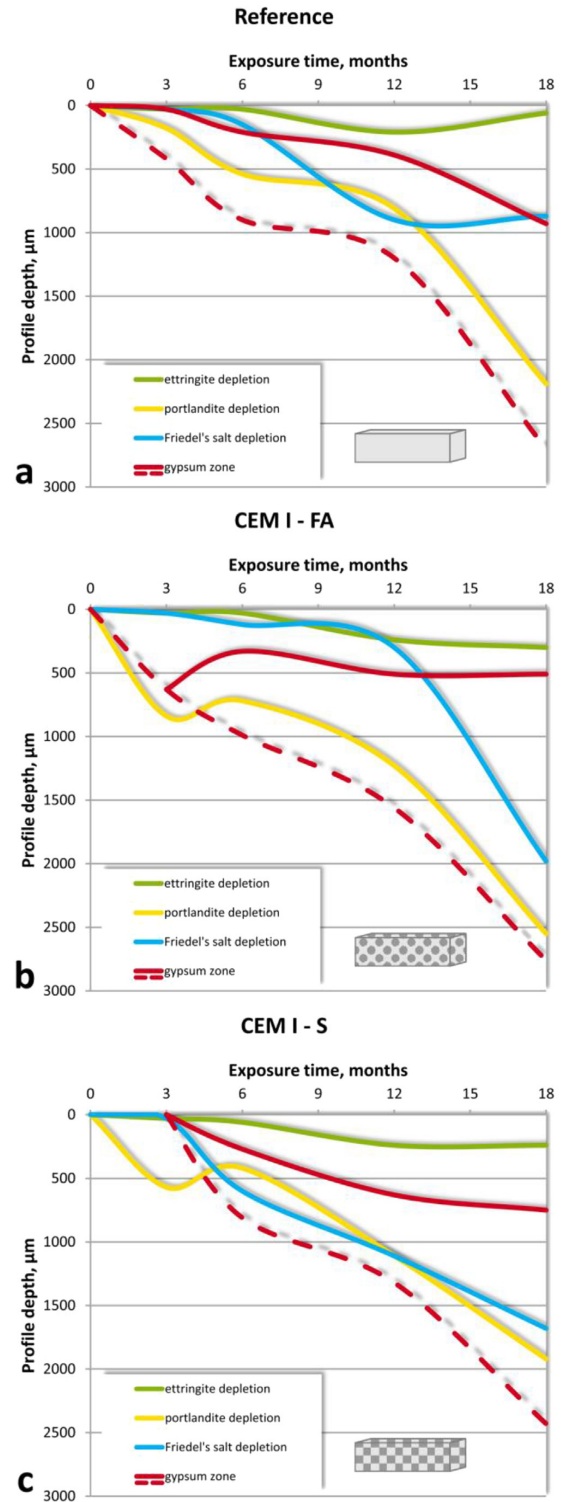 Reference
Exposure time, months
0 3 6 9 12 15 18
0
500
1000
1500
2000
2500
3000
Profile depth, µm
ettringite depletion
portlandite depletion
Friedel's salt depletion
gypsum zone
a
CEM I - FA
Exposure time, months
0 3 6 9 12 15 18
0
500
1000
1500
2000
2500
3000
Profile depth, µm
ettringite depletion
portlandite depletion
Friedel's salt depletion
gypsum zone
b
CEM I - S
Exposure time, months
0 3 6 9 12 15 18
0
500
1000
1500
2000
2500
3000
Profile depth, µm
ettringite depletion
portlandite depletion
Friedel's salt depletion
gypsum zone
c